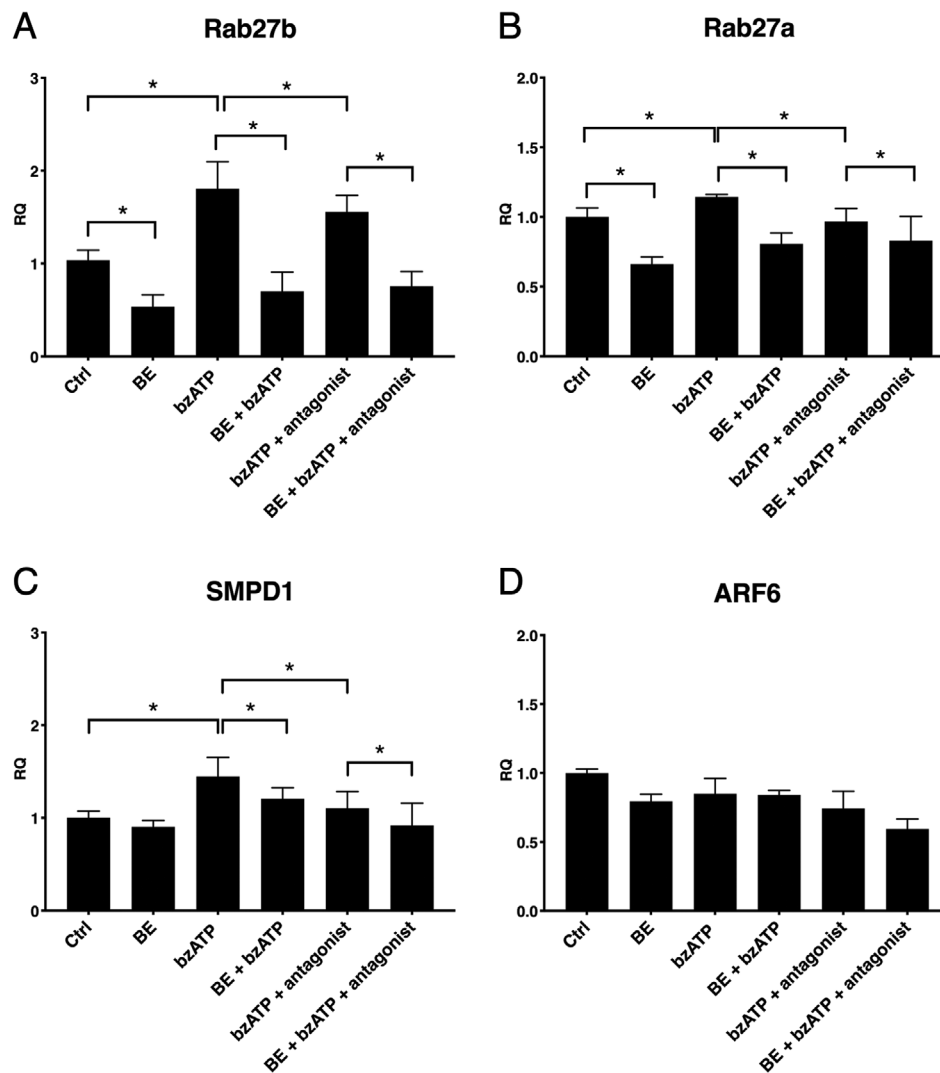 A
Rab27b
3
2
1
0
RQ
*
*
*
*
*
Ctrl
BE
bzATP
BE + bzATP
bzATP + antagonist
BE + bzATP + antagonist
B
Rab27a
2.0
1.5
1.0
0.5
0.0
RQ
*
*
*
*
*
Ctrl
BE
bzATP
BE + bzATP
bzATP + antagonist
BE + bzATP + antagonist
C
SMPD1
3
2
1
0
RQ
*
*
*
*
Ctrl
BE
bzATP
BE + bzATP
bzATP + antagonist
BE + bzATP + antagonist
D
ARF6
2.0
1.5
1.0
0.5
0.0
RQ
Ctrl
BE
bzATP
BE + bzATP
bzATP + antagonist
BE + bzATP + antagonist